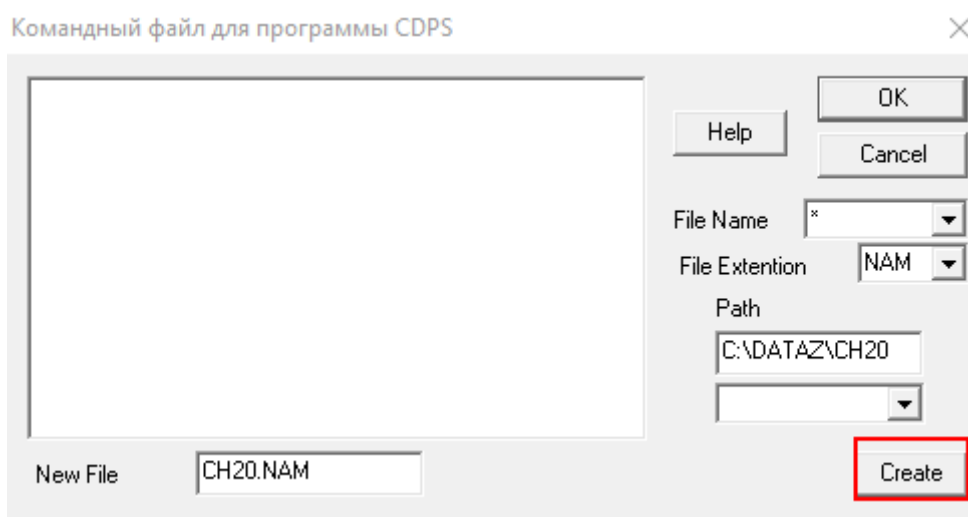 Командный файл для программы CDPS
OK
Help
Cancel
File Name *
File Extention NAM
Path
C:\DATAZ\CH20
New File CH20.NAM
Create